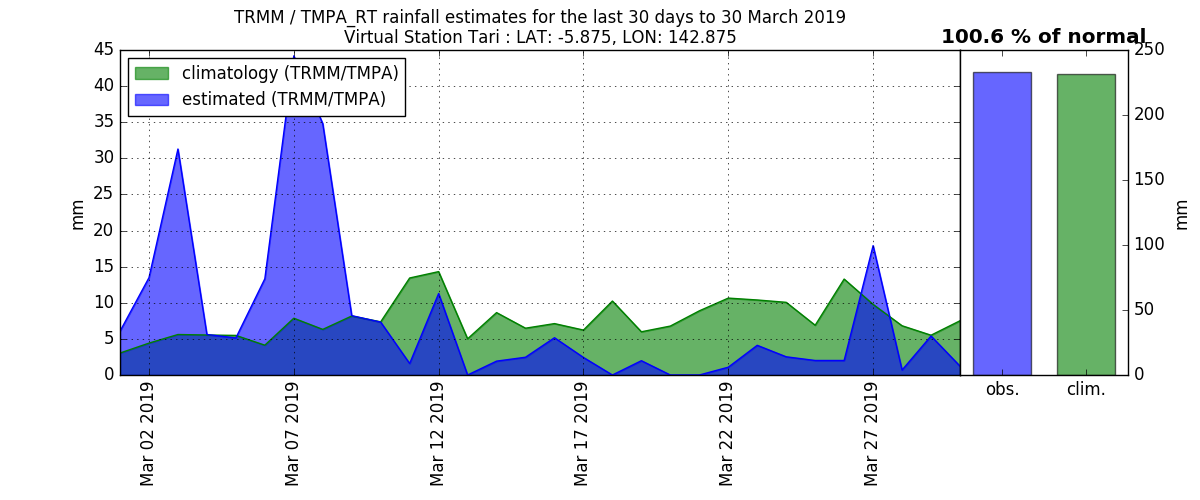 TRMM / TMPA_RT rainfall estimates for the last 30 days to 30 March 2019
Virtual Station Tari : LAT: -5.875, LON: 142.875
100.6 % of normal
climatology (TRMM/TMPA)
estimated (TRMM/TMPA)
45
40
35
30
25
20
15
10
5
0
mm
Mar 02 2019
Mar 07 2019
Mar 12 2019
Mar 17 2019
Mar 22 2019
Mar 27 2019
250
200
150
100
50
0
mm
obs.
clim.